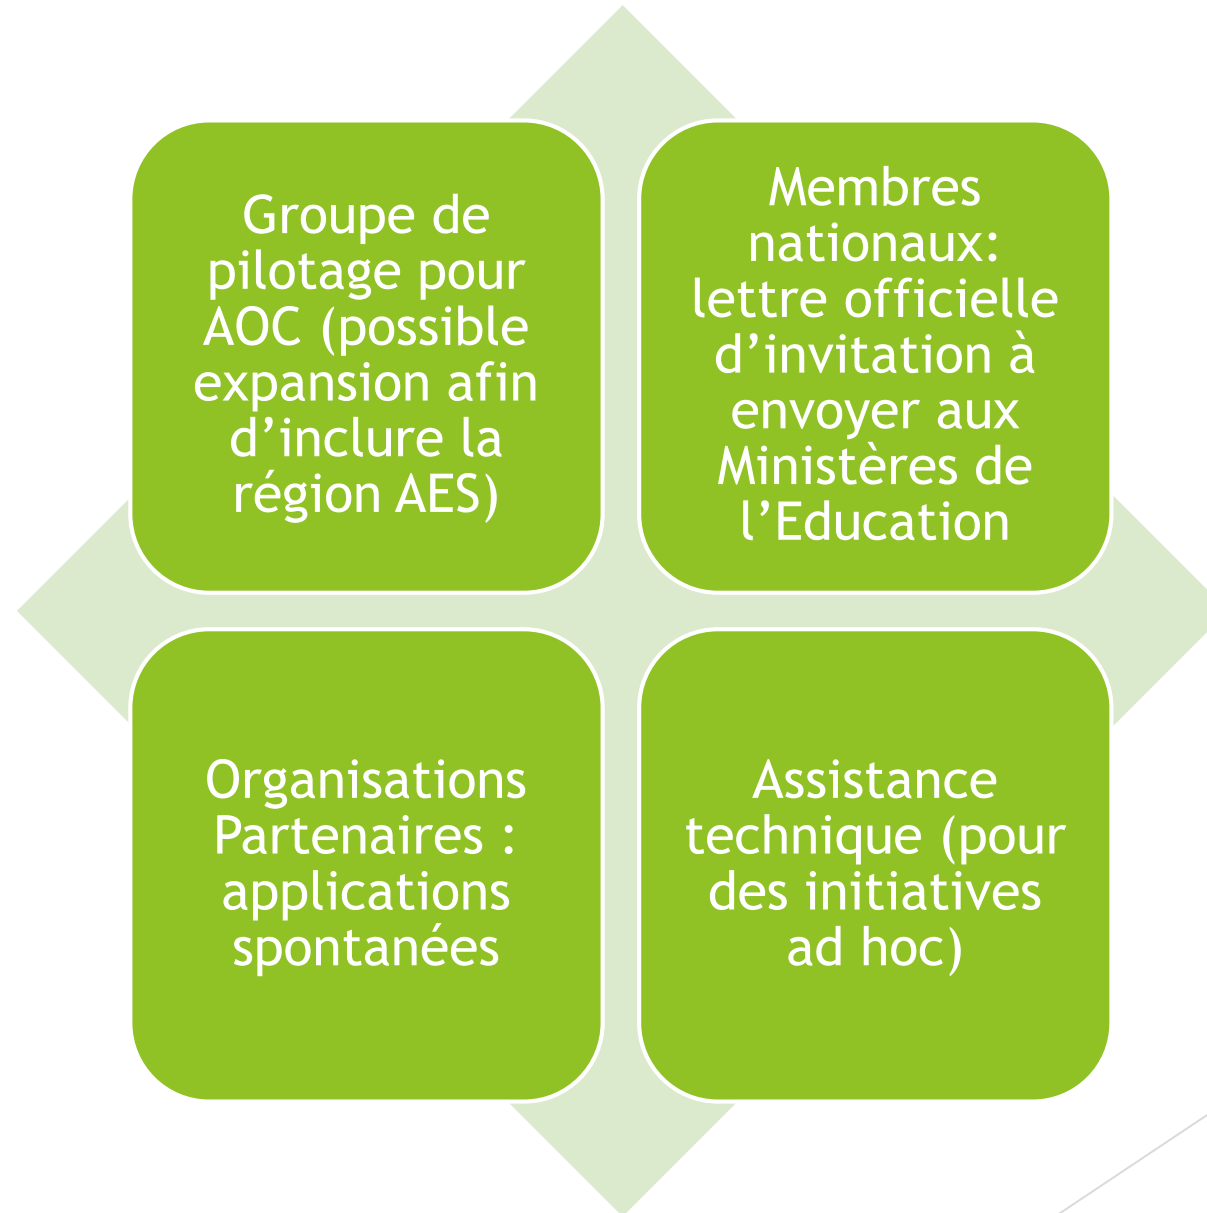 Groupe de
pilotage pour
AOC (possible
expansion afin
d’inclure la
région AES)
Membres
nationaux:
lettre officielle
d’invitation à
envoyer aux
Ministères de
l’Education
Organisations
Partenaires :
applications
spontanées
Assistance
technique (pour
des initiatives
ad hoc)